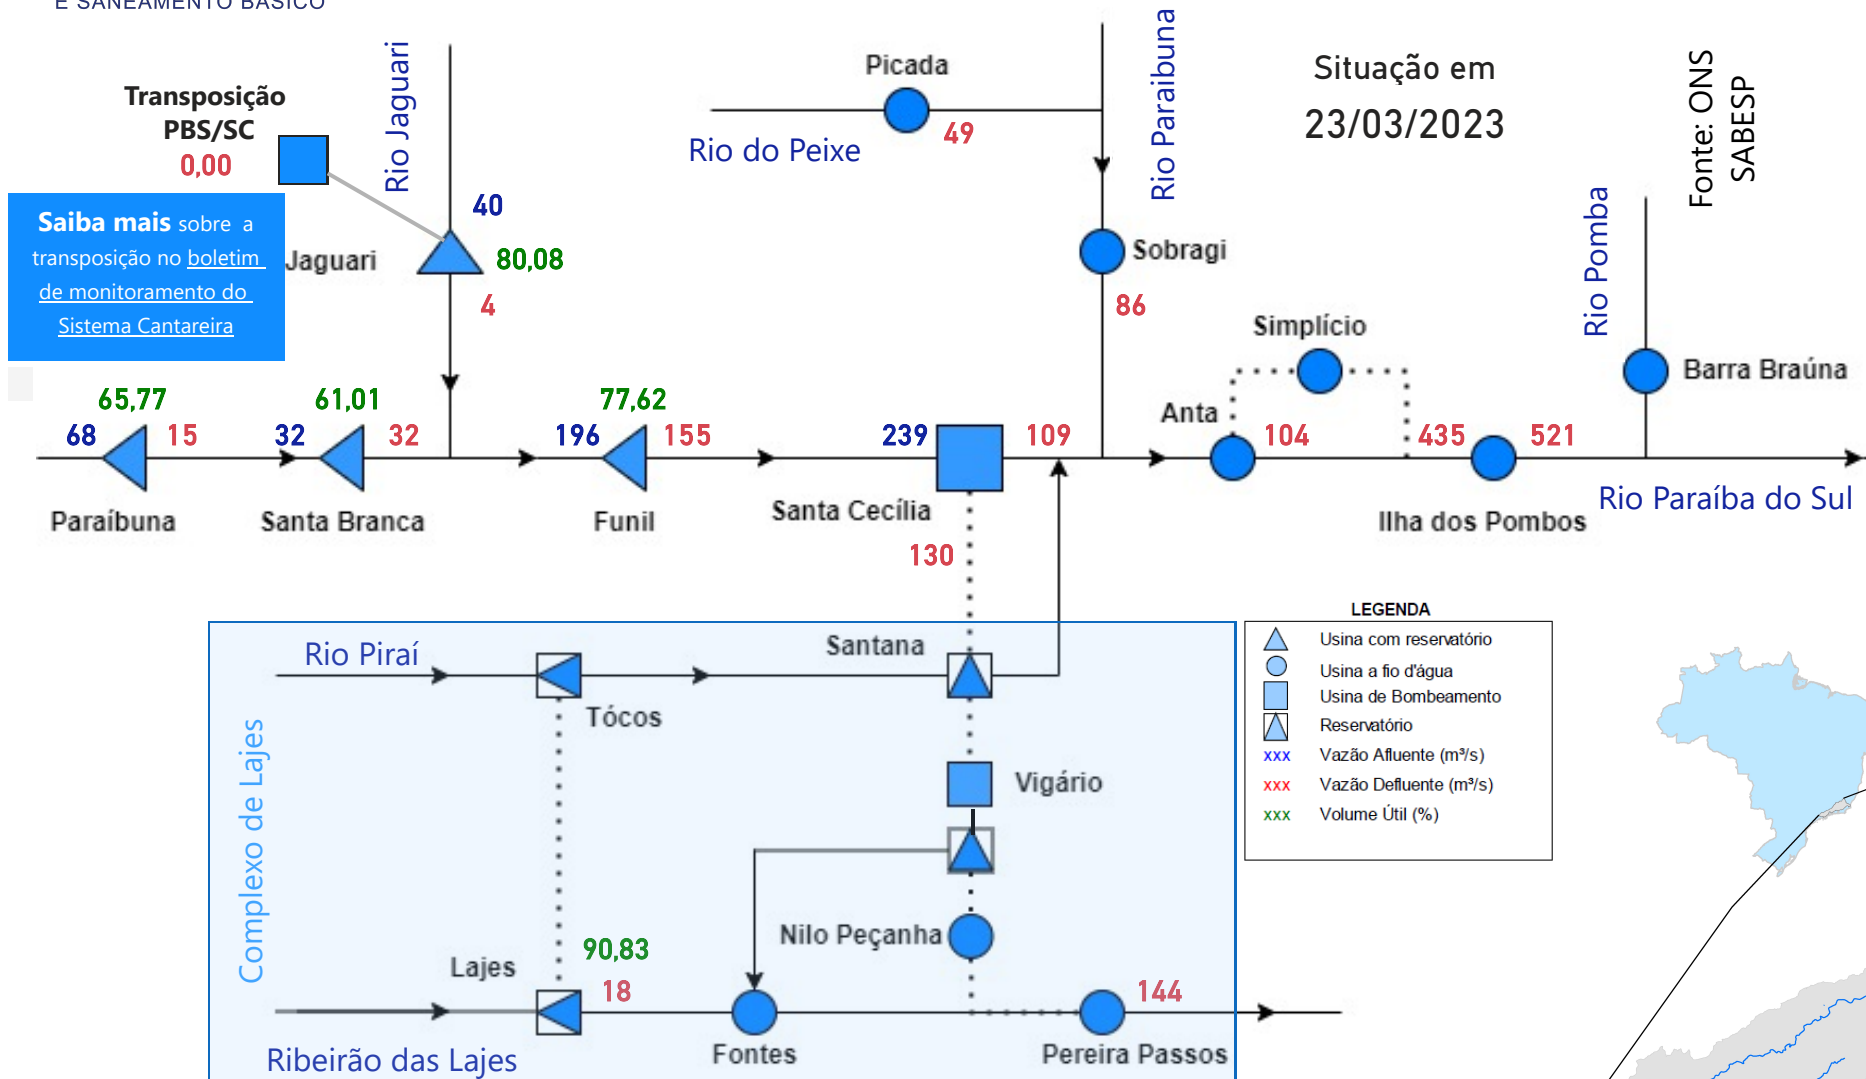 E SANEAMENTO BÁSICO
Transposição
PBS/SC
0,00
Rio Jaguari
Saiba mais sobre a
transposição no boletim
de monitoramento do
Sistema Cantareira
Jaguari
40
80,08
4
Picada
49
Rio do Peixe
Rio Paraibuna
Sobragi
86
Situação em
23/03/2023
Fonte: ONS
SABESP
Rio Pomba
Barra Braúna
Simplício
Anta
104
435
521
Ilha dos Pombos
Rio Paraíba do Sul
65,77
68
15
Paraíbuna
61,01
32
32
Santa Branca
77,62
196
155
Funil
239
109
Santa Cecília
130
Complexo de Lajes
Rio Piraí
Tócos
Santana
Vigário
Nilo Peçanha
Lajes
90,83
18
Ribeirão das Lajes
Fontes
144
Pereira Passos
LEGENDA
Usina com reservatório
Usina a fio d'água
Usina de Bombeamento
Reservatório
xxx Vazão Afluente (m³/s)
xxx Vazão Defluente (m³/s)
xxx Volume Útil (%)